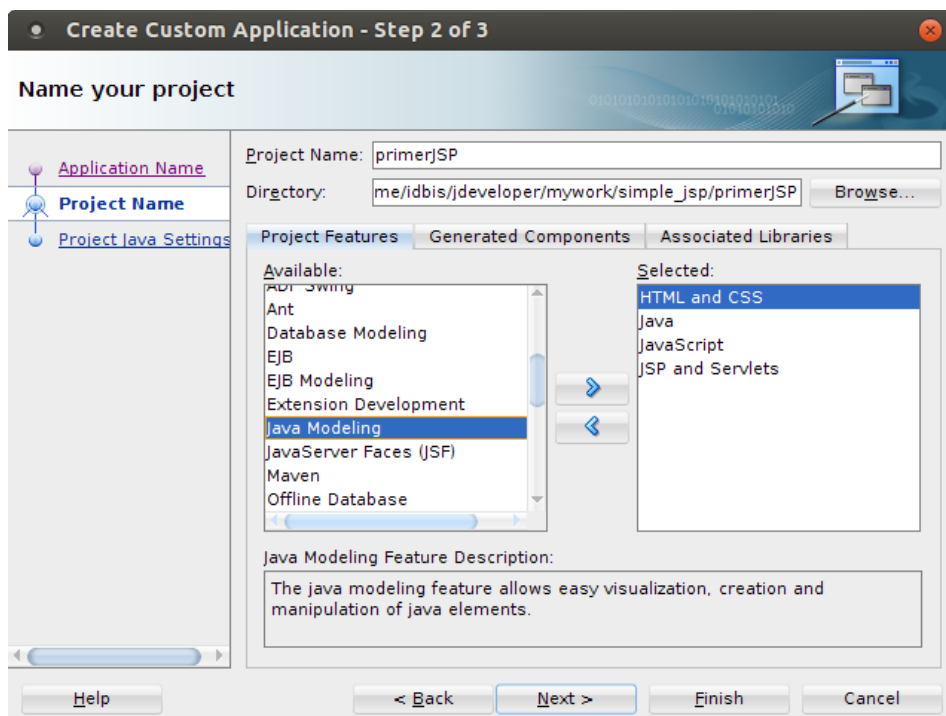 Create Custom Application - Step 2 of 3
Name your project
Application Name
Project Name
Project Java Settings
Project Name: primerJSP
Directory: me/idbis/jdeveloper/mywork/simple_jsp/primerJSP Browse...
Project Features Generated Components Associated Libraries
Available:
ADF Swing
Ant
Database Modeling
EJB
EJB Modeling
Extension Development
Java Modeling
JavaServer Faces (JSF)
Maven
Offline Database
Selected:
HTML and CSS
Java
JavaScript
JSP and Servlets
Java Modeling Feature Description:
The java modeling feature allows easy visualization, creation and
manipulation of java elements.
Help < Back Next > Finish Cancel